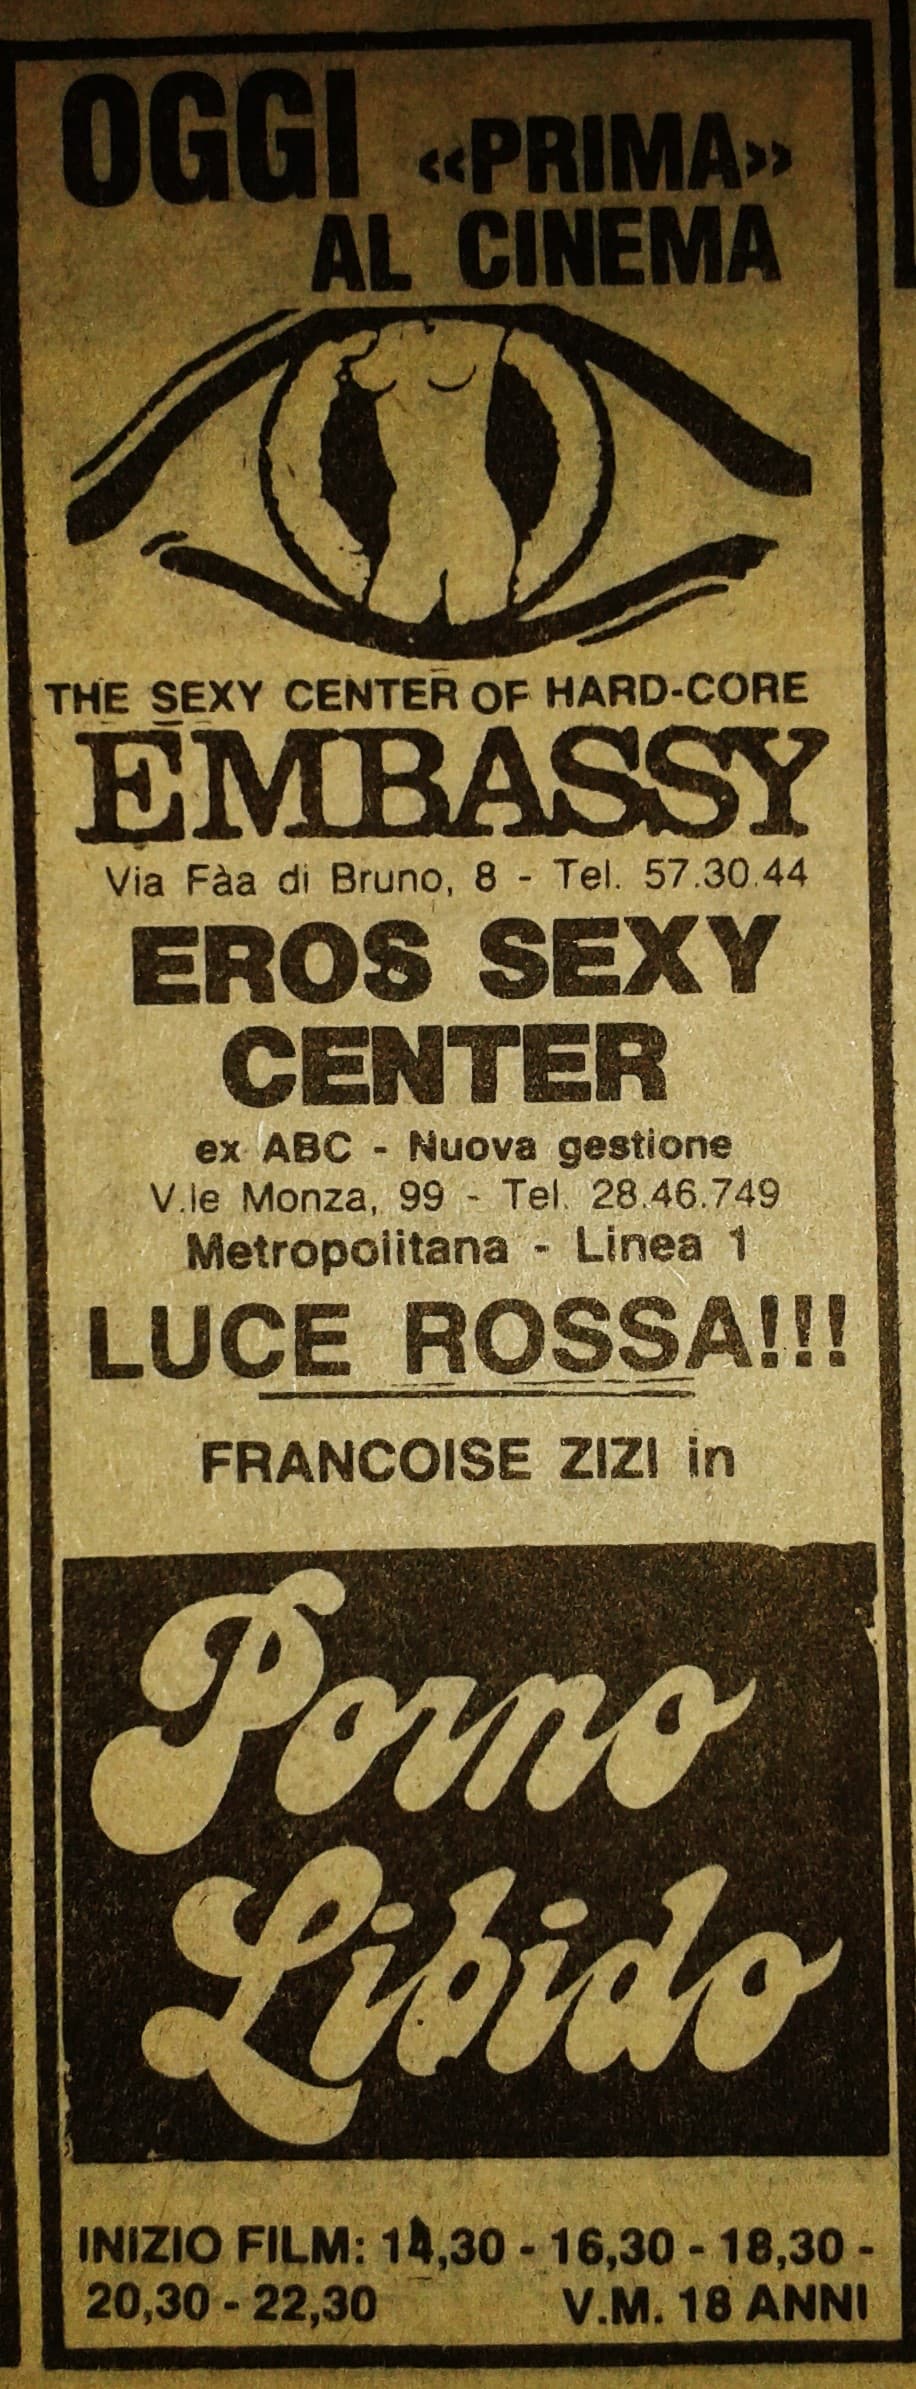 OGGI «PRIMA»
AL CINEMA
THE SEXY CENTER OF HARD-CORE
EMBASSY
Via Fàa di Bruno, 8 - Tel. 57.30.44
EROS SEXY
CENTER
ex ABC - Nuova gestione
V.le Monza, 99 - Tel. 28.46.749
Metropolitana - Linea 1
LUCE ROSSA!!!
FRANCOISE ZIZI in
Porno
Libido
INIZIO FILM: 14,30 - 16,30 - 18,30 -
20,30 - 22,30 V.M. 18 ANNI